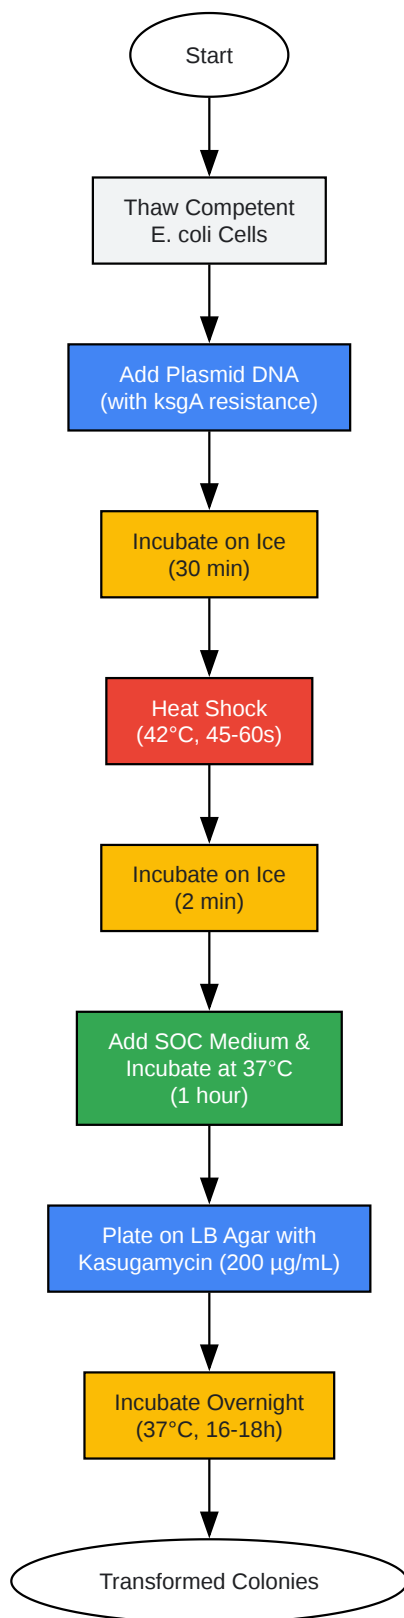 Start
Thaw Competent
E. coli Cells
Add Plasmid DNA
(with ksgA resistance)
Incubate on Ice
(30 min)
Heat Shock
(42°C, 45-60s)
Incubate on Ice
(2 min)
Add SOC Medium &
Incubate at 37°C
(1 hour)
Plate on LB Agar with
Kasugamycin (200 µg/mL)
Incubate Overnight
(37°C, 16-18h)
Transformed Colonies